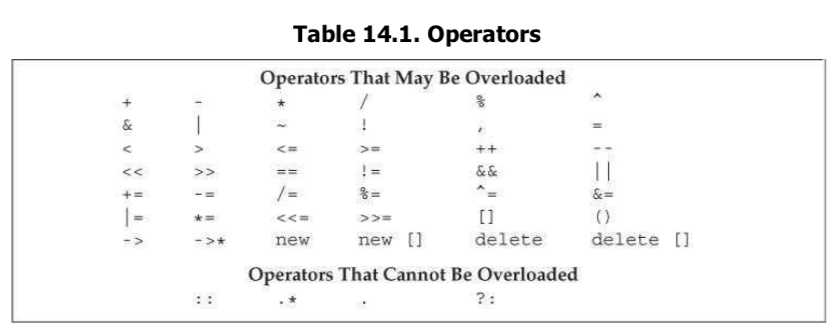 Table 14.1. Operators
Operators That May Be Overloaded
+ - * / % ^
& | ~ ! , =
< > <= >= ++ --
<< >> == != && ||
+= -= /= %= ^= &=
|= *= <<= >>= [] ()
-> ->* new new [] delete delete []
Operators That Cannot Be Overloaded
:: .* . ?: